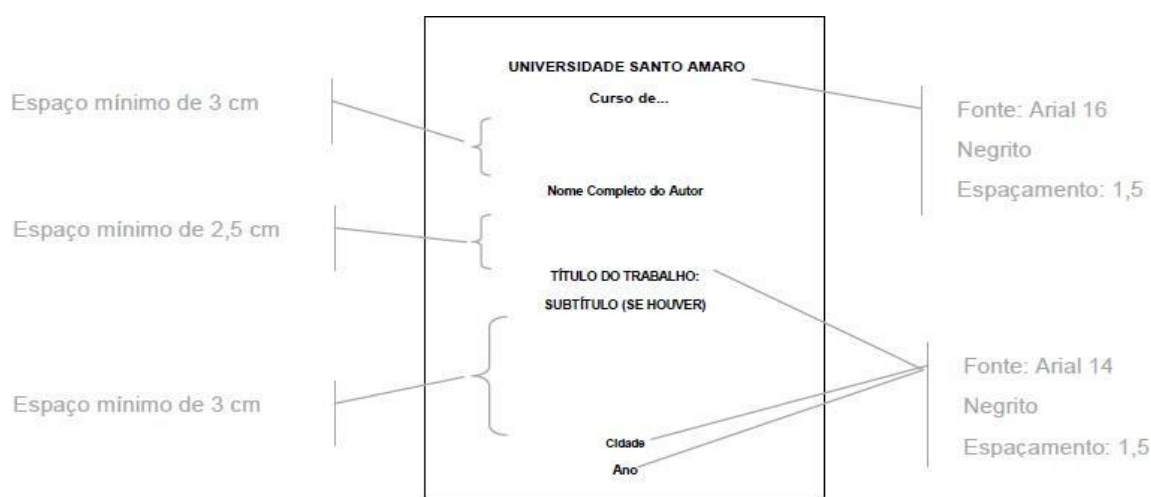 UNIVERSIDADE SANTO AMARO
Curso de...
Espaço mínimo de 3 cm
Fonte: Arial 16
Negrito
Espaçamento: 1,5
Nome Completo do Autor
Espaço mínimo de 2,5 cm
TÍTULO DO TRABALHO:
SUBTÍTULO (SE HOUVER)
Espaço mínimo de 3 cm
Fonte: Arial 14
Negrito
Espaçamento: 1,5
Cidade
Ano